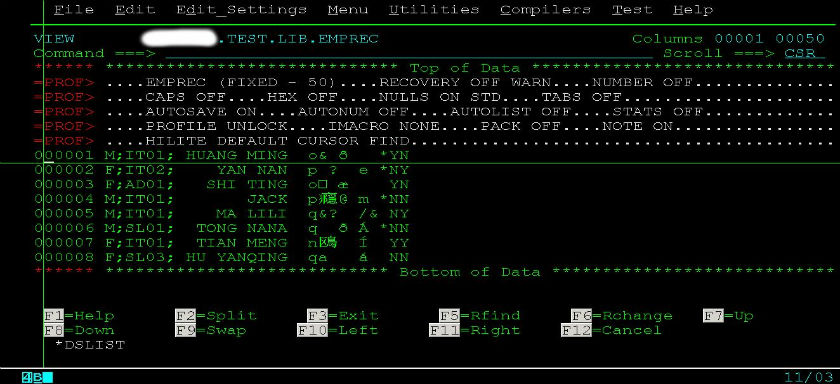 File Edit Edit_Settings Menu Utilities Compilers Test Help
VIEW .TEST.LIB.EMPREC Columns 00001 00050
Command ===> Scroll ===> CSR
****** ***************************** Top of Data ******************************
=PROF> ....EMPREC (FIXED - 50)....RECOVERY OFF WARN....NUMBER OFF...............
=PROF> ....CAPS OFF....HEX OFF....NULLS ON STD....TABS OFF......................
=PROF> ....AUTOSAVE ON....AUTONUM OFF....AUTOLIST OFF....STATS OFF..............
=PROF> ....PROFILE UNLOCK....IMACRO NONE....PACK OFF....NOTE ON.................
=PROF> ....HILITE DEFAULT CURSOR FIND...........................................
000001 M;IT01; HUANG MING o& ð *YN
000002 F;IT02; YAN NAN p ? e *NY
000003 F;AD01; SHI TING o□ æ YN
000004 M;IT01; JACK p @ m *NN
000005 M;IT01; MA LILI q&? /& NY
000006 M;SL01; TONG NANA q ð Á *NN
000007 F;IT01; TIAN MENG n鴎 Í YY
000008 F;SL03; HU YANQING qa á NN
****** **************************** Bottom of Data ****************************
F1=Help F2=Split F3=Exit F5=Rfind F6=Rchange F7=Up
F8=Down F9=Swap F10=Left F11=Right F12=Cancel
*DSLIST
4B 11/03